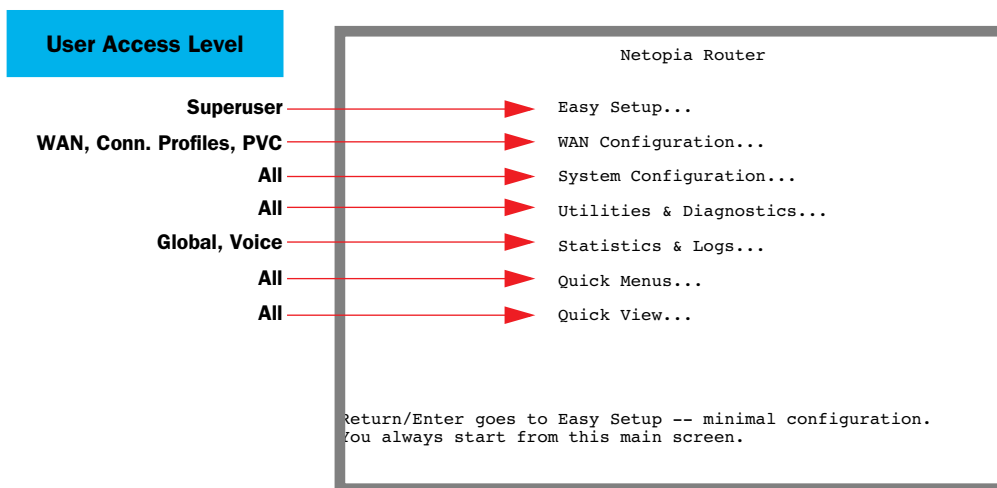 User Access Level
Netopia Router
Superuser Easy Setup...
WAN, Conn. Profiles, PVC WAN Configuration...
All System Configuration...
All Utilities & Diagnostics...
Global, Voice Statistics & Logs...
All Quick Menus...
All Quick View...
Return/Enter goes to Easy Setup -- minimal configuration.
You always start from this main screen.